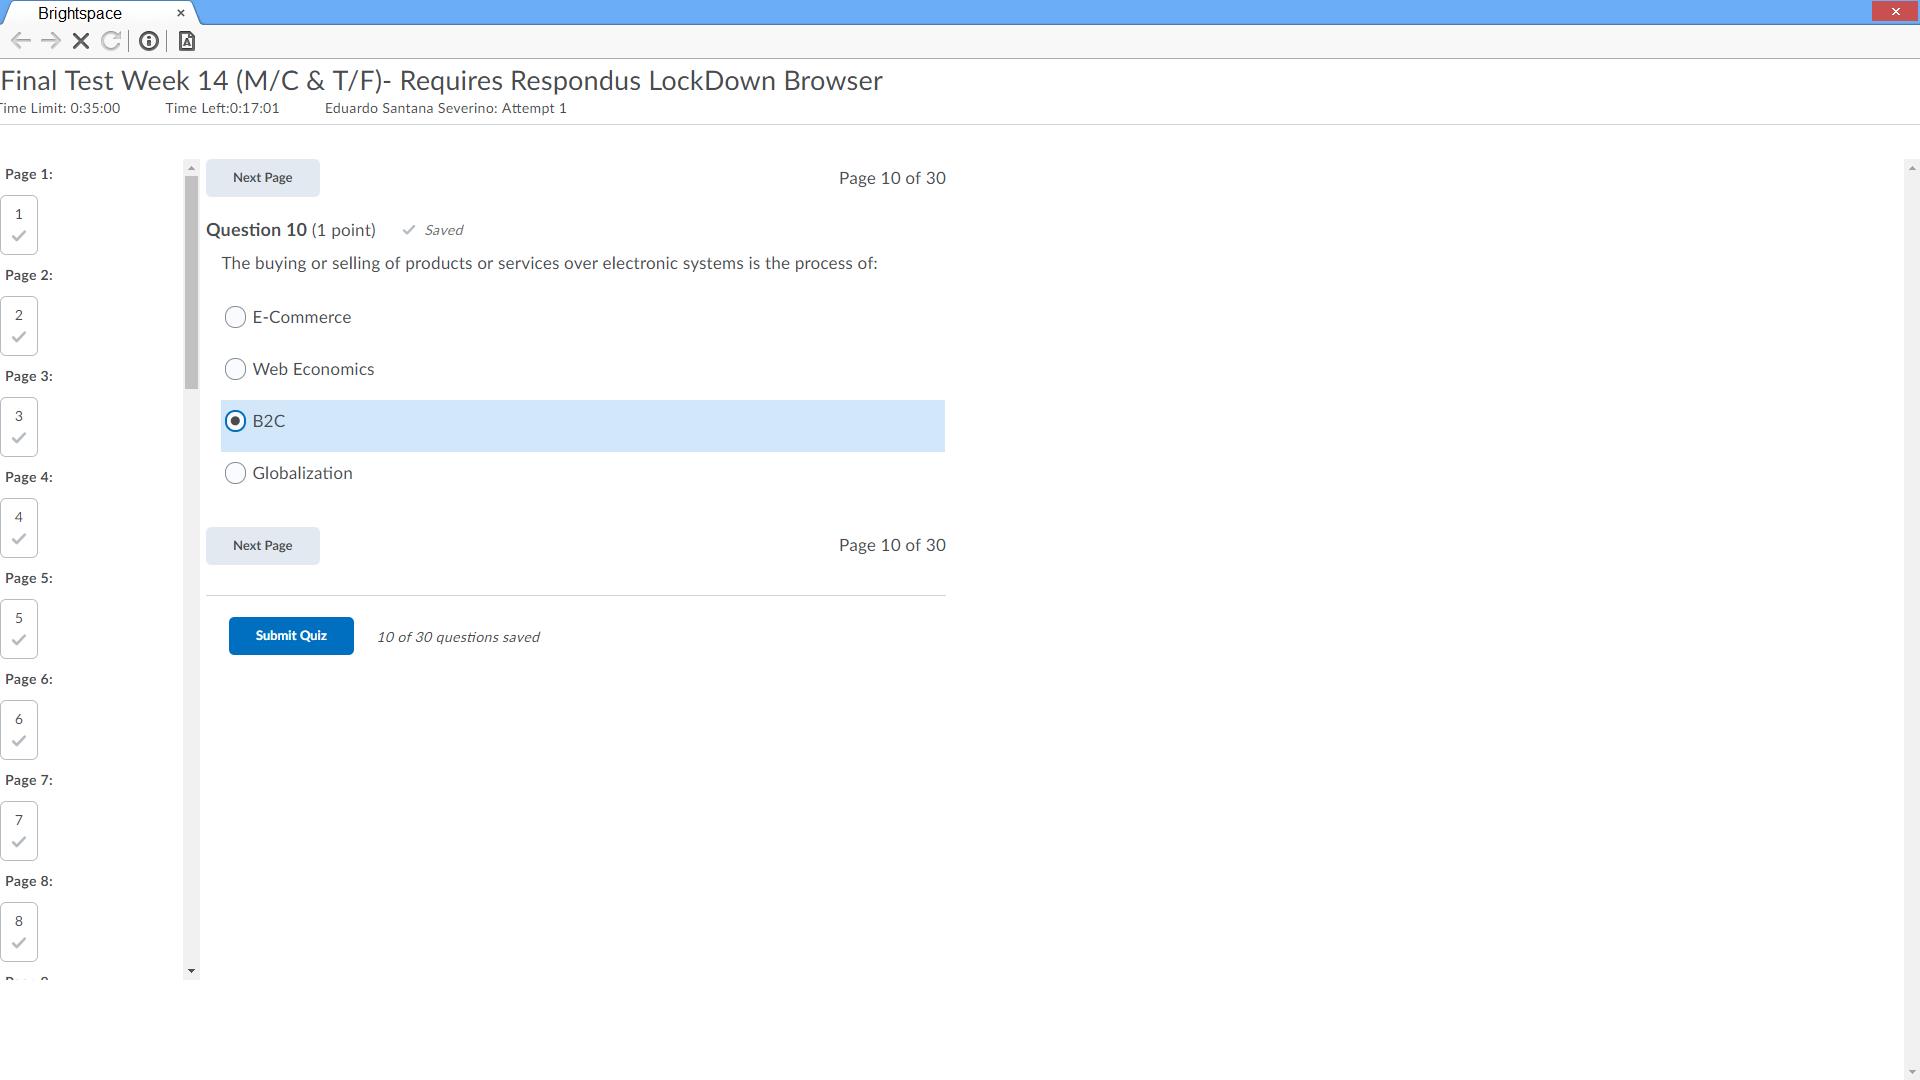 Brightspace
Final Test Week 14 (M/C & T/F)- Requires Respondus LockDown Browser
Time Limit: 0:35:00 Time Left:0:17:01 Eduardo Santana Severino: Attempt 1
Page 1:
1
Page 2:
2
Page 3:
3
Page 4:
4
Page 5:
5
Page 6:
6
Page 7:
7
Page 8:
8
Next Page Page 10 of 30
Question 10 (1 point) Saved
The buying or selling of products or services over electronic systems is the process of:
E-Commerce
Web Economics
B2C
Globalization
Next Page Page 10 of 30
Submit Quiz 10 of 30 questions saved